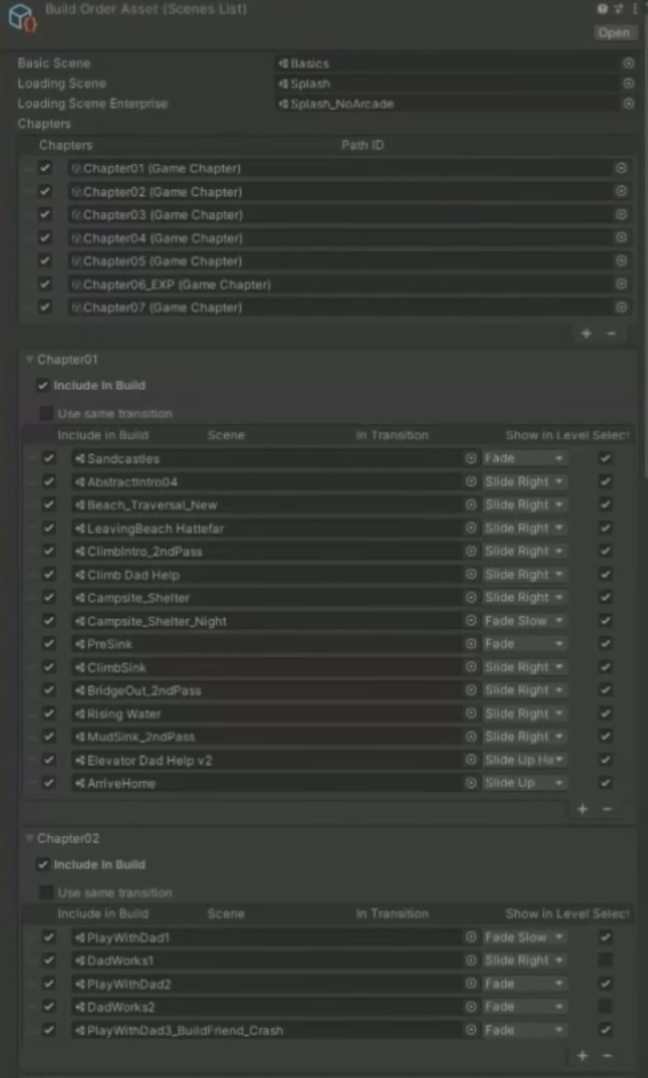 Build Order Asset (Scenes List)
Open
Basic Scene Basics
Loading Scene Splash
Loading Scene Enterprise Splash_NoArcade
Chapters
Chapters Path ID
Chapter01 (Game Chapter)
Chapter02 (Game Chapter)
Chapter03 (Game Chapter)
Chapter04 (Game Chapter)
Chapter05 (Game Chapter)
Chapter06_EXP (Game Chapter)
Chapter07 (Game Chapter)
+ −
Chapter01
Include In Build
Use same transition
Include in Build Scene In Transition Show in Level Select
Sandcastles Fade
AbstractIntro04 Slide Right
Beach_Traversal_New Slide Right
LeavingBeach Hattefar Slide Right
ClimbIntro_2ndPass Slide Right
Climb Dad Help Slide Right
Campsite_Shelter Slide Right
Campsite_Shelter_Night Fade Slow
PreSink Fade
ClimbSink Slide Right
BridgeOut_2ndPass Slide Right
Rising Water Slide Right
MudSink_2ndPass Slide Right
Elevator Dad Help v2 Slide Up Ha
ArriveHome Slide Up
+ −
Chapter02
Include In Build
Use same transition
Include in Build Scene In Transition Show in Level Select
PlayWithDad1 Fade Slow
DadWorks1 Slide Right
PlayWithDad2 Fade
DadWorks2 Fade
PlayWithDad3_BuildFriend_Crash Fade
+ −